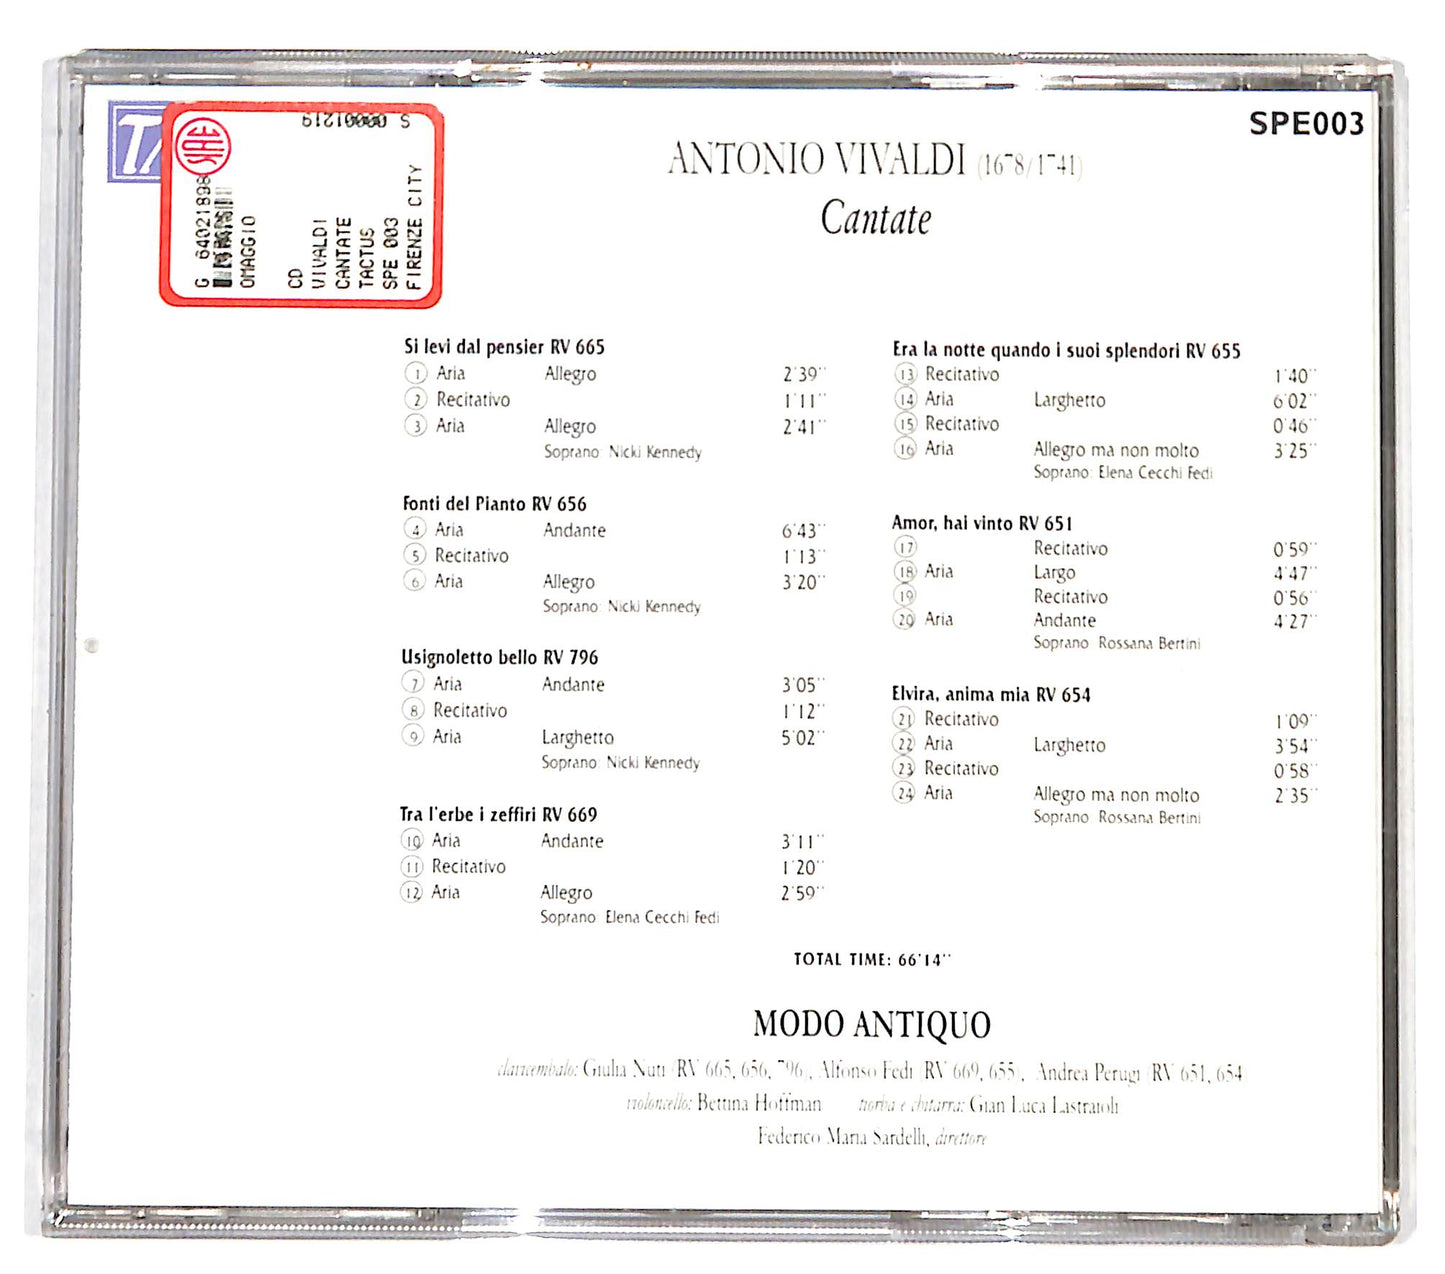 SPE003
TA
SIAE
S 00001219
G 64021898
OMAGGIO
CD
VIVALDI
CANTATE
TACTUS
SPE 003
FIRENZE CITY
ANTONIO VIVALDI (1678/1741)
Cantate
Si levi dal pensier RV 665
1 Aria Allegro 2'39''
2 Recitativo 1'11''
3 Aria Allegro 2'41''
Soprano: Nicki Kennedy
Fonti del Pianto RV 656
4 Aria Andante 6'43''
5 Recitativo 1'13''
6 Aria Allegro 3'20''
Soprano: Nicki Kennedy
Usignoletto bello RV 796
7 Aria Andante 3'05''
8 Recitativo 1'12''
9 Aria Larghetto 5'02''
Soprano: Nicki Kennedy
Tra l'erbe i zeffiri RV 669
10 Aria Andante 3'11''
11 Recitativo 1'20''
12 Aria Allegro 2'59''
Soprano: Elena Cecchi Fedi
Era la notte quando i suoi splendori RV 655
13 Recitativo 1'40''
14 Aria Larghetto 6'02''
15 Recitativo 0'46''
16 Aria Allegro ma non molto 3'25''
Soprano: Elena Cecchi Fedi
Amor, hai vinto RV 651
17 Recitativo 0'59''
18 Aria Largo 4'47''
19 Recitativo 0'56''
20 Aria Andante 4'27''
Soprano: Rossana Bertini
Elvira, anima mia RV 654
21 Recitativo 1'09''
22 Aria Larghetto 3'54''
23 Recitativo 0'58''
24 Aria Allegro ma non molto 2'35''
Soprano: Rossana Bertini
TOTAL TIME: 66'14''
MODO ANTIQUO
clavicembalo: Giulia Nuti (RV 665, 656, 796), Alfonso Fedi (RV 669, 655), Andrea Perugi (RV 651, 654)
violoncello: Bettina Hoffman tiorba e chitarra: Gian Luca Lastraioli
Federico Maria Sardelli, direttore